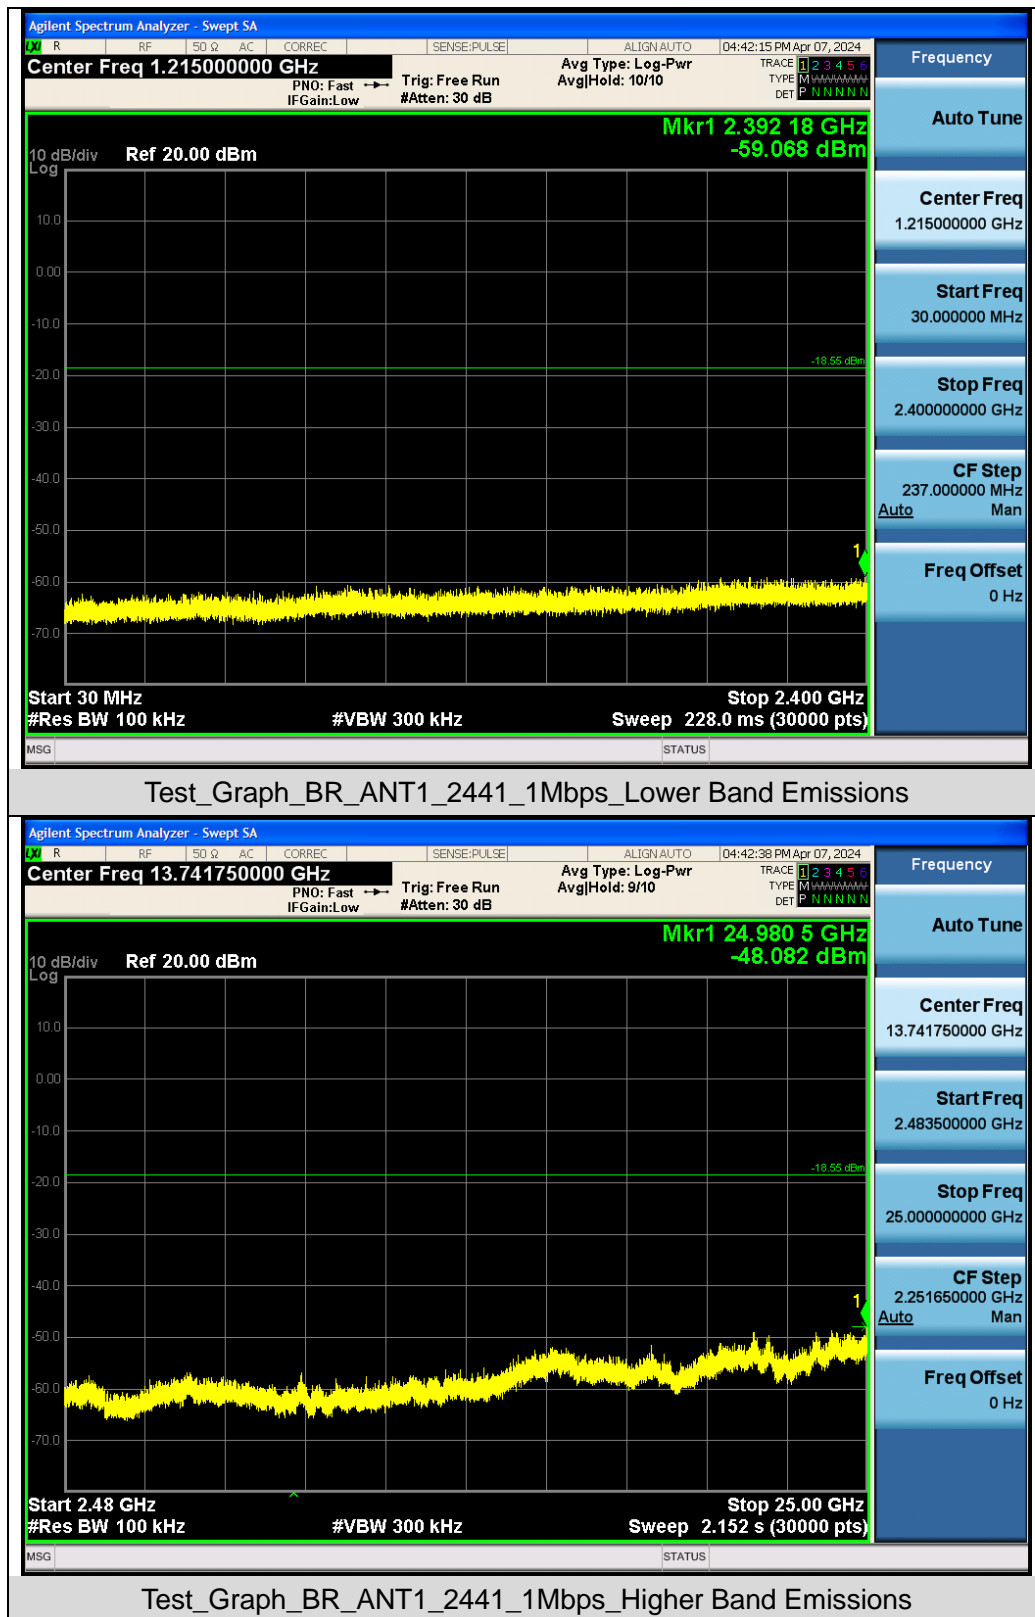 Agilent Spectrum Analyzer - Swept SA
LXI R RF 50 Ω AC CORREC SENSE:PULSE ALIGN AUTO 04:42:15 PM Apr 07, 2024
Center Freq 1.215000000 GHz
PNO: Fast
IFGain:Low
Trig: Free Run
#Atten: 30 dB
Avg Type: Log-Pwr
Avg|Hold: 10/10
TRACE 1 2 3 4 5 6
TYPE M
DET P N N N N N
Mkr1 2.392 18 GHz
-59.068 dBm
10 dB/div Ref 20.00 dBm
Log
10.0
0.00
-10.0
-18.55 dBm
-20.0
-30.0
-40.0
-50.0
1
-60.0
-70.0
Start 30 MHz Stop 2.400 GHz
#Res BW 100 kHz #VBW 300 kHz Sweep 228.0 ms (30000 pts)
MSG STATUS
Frequency
Auto Tune
Center Freq
1.215000000 GHz
Start Freq
30.000000 MHz
Stop Freq
2.400000000 GHz
CF Step
237.000000 MHz
Auto Man
Freq Offset
0 Hz
Test_Graph_BR_ANT1_2441_1Mbps_Lower Band Emissions
Agilent Spectrum Analyzer - Swept SA
LXI R RF 50 Ω AC CORREC SENSE:PULSE ALIGN AUTO 04:42:38 PM Apr 07, 2024
Center Freq 13.741750000 GHz
PNO: Fast
IFGain:Low
Trig: Free Run
#Atten: 30 dB
Avg Type: Log-Pwr
Avg|Hold: 9/10
TRACE 1 2 3 4 5 6
TYPE M
DET P N N N N N
Mkr1 24.980 5 GHz
-48.082 dBm
10 dB/div Ref 20.00 dBm
Log
10.0
0.00
-10.0
-18.55 dBm
-20.0
-30.0
-40.0
1
-50.0
-60.0
-70.0
Start 2.48 GHz Stop 25.00 GHz
#Res BW 100 kHz #VBW 300 kHz Sweep 2.152 s (30000 pts)
MSG STATUS
Frequency
Auto Tune
Center Freq
13.741750000 GHz
Start Freq
2.483500000 GHz
Stop Freq
25.000000000 GHz
CF Step
2.251650000 GHz
Auto Man
Freq Offset
0 Hz
Test_Graph_BR_ANT1_2441_1Mbps_Higher Band Emissions